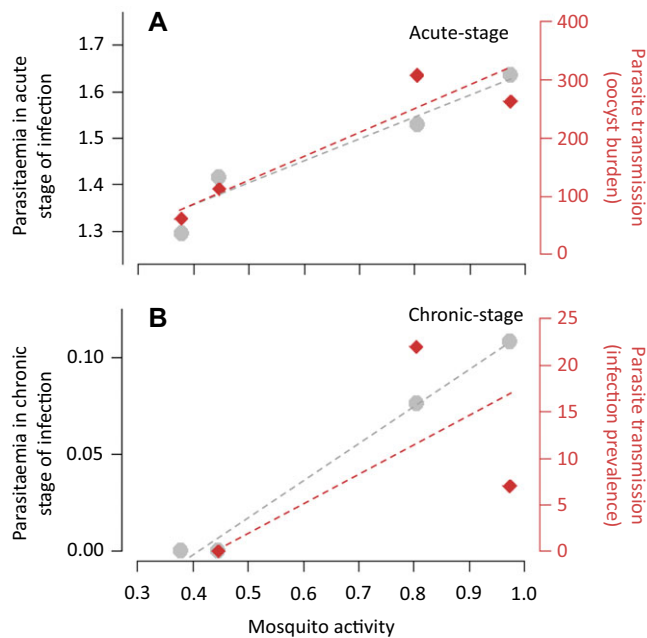 A
Acute-stage
1.7
1.6
1.5
1.4
1.3
Parasitaemia in acute
stage of infection
400
300
200
100
0
Parasite transmission
(oocyst burden)
B
Chronic-stage
0.10
0.05
0.00
Parasitaemia in chronic
stage of infection
25
20
15
10
5
0
Parasite transmission
(infection prevalence)
0.3 0.4 0.5 0.6 0.7 0.8 0.9 1.0
Mosquito activity